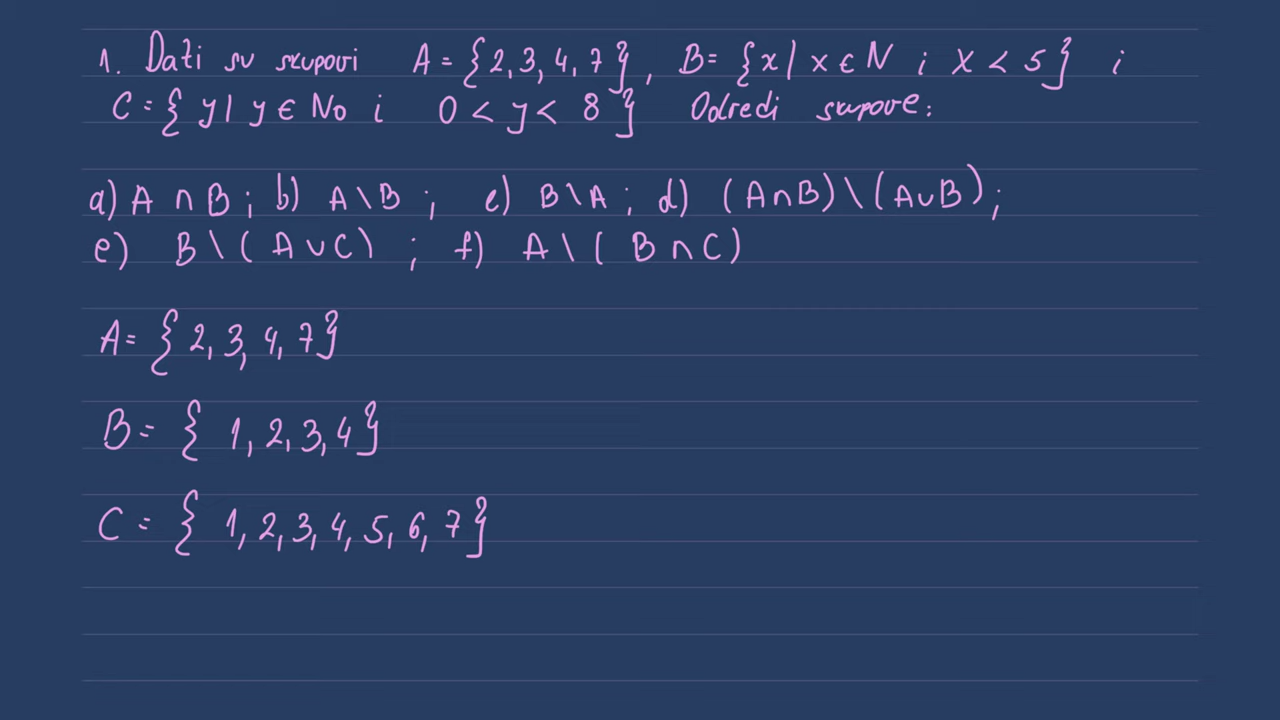 1. Dati su skupovi A = {2, 3, 4, 7}, B = {x | x ∈ N i x < 5} i
C = {y | y ∈ No i 0 < y < 8} Odredi skupove:
a) A ∩ B ; b) A \ B ; c) B \ A ; d) (A ∩ B) \ (A ∪ B) ;
e) B \ (A ∪ C) ; f) A \ (B ∩ C)
A = {2, 3, 4, 7}
B = {1, 2, 3, 4}
C = {1, 2, 3, 4, 5, 6, 7}